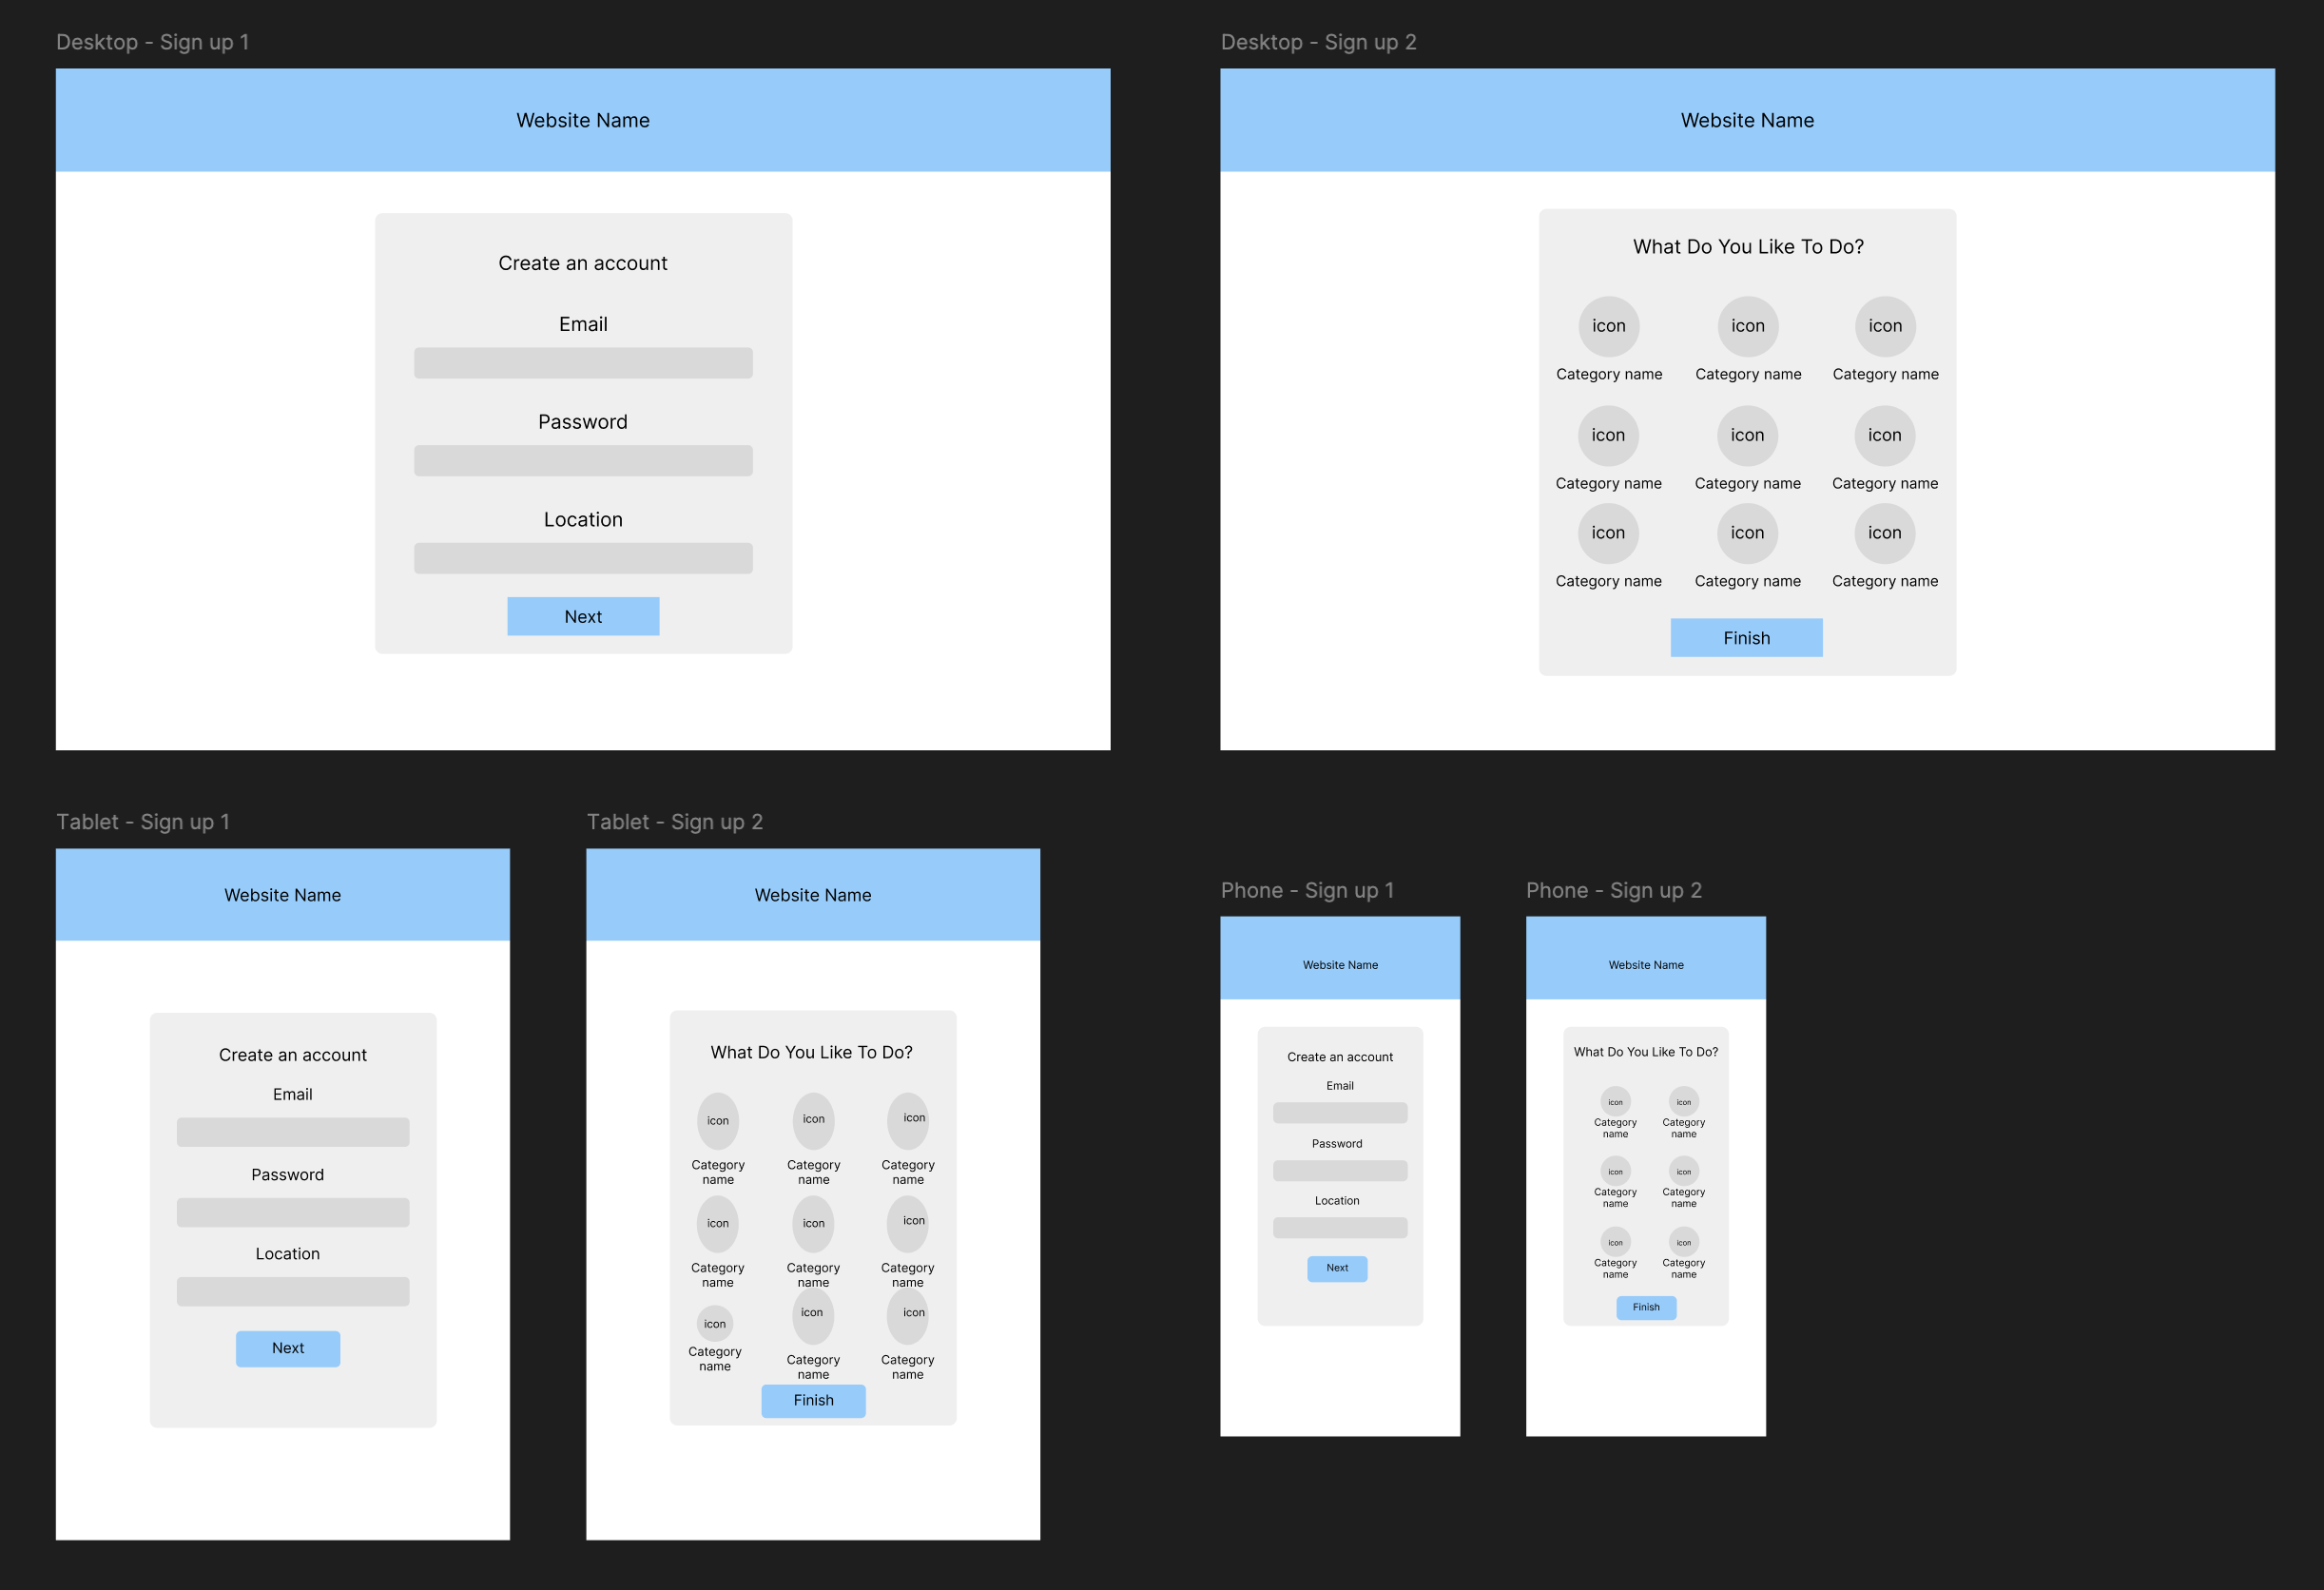 Desktop - Sign up 1
Website Name
Create an account
Email
Password
Location
Next
Desktop - Sign up 2
Website Name
What Do You Like To Do?
icon icon icon
Category name Category name Category name
icon icon icon
Category name Category name Category name
icon icon icon
Category name Category name Category name
Finish
Tablet - Sign up 1
Website Name
Create an account
Email
Password
Location
Next
Tablet - Sign up 2
Website Name
What Do You Like To Do?
icon icon icon
Category Category Category
name name name
icon icon icon
Category Category Category
name name name
icon icon icon
Category Category Category
name name name
Finish
Phone - Sign up 1
Website Name
Create an account
Email
Password
Location
Next
Phone - Sign up 2
Website Name
What Do You Like To Do?
icon icon
Category Category
name name
icon icon
Category Category
name name
icon icon
Category Category
name name
Finish